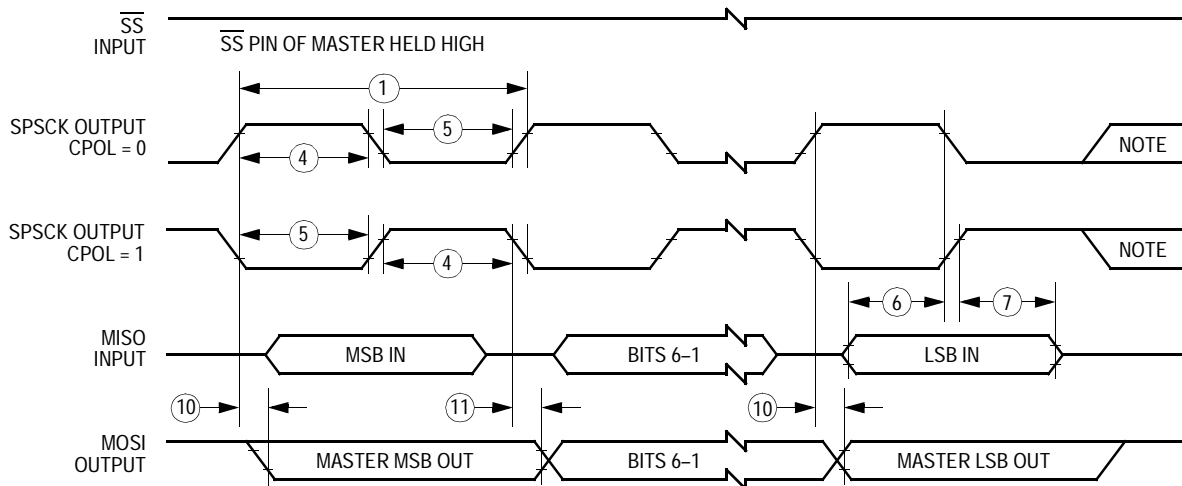 SS
INPUT
SS PIN OF MASTER HELD HIGH
1
SPSCK OUTPUT
CPOL = 0
5
4
NOTE
SPSCK OUTPUT
CPOL = 1
5
4
NOTE
6
7
MISO
INPUT
MSB IN
BITS 6–1
LSB IN
10
11
10
MOSI
OUTPUT
MASTER MSB OUT
BITS 6–1
MASTER LSB OUT